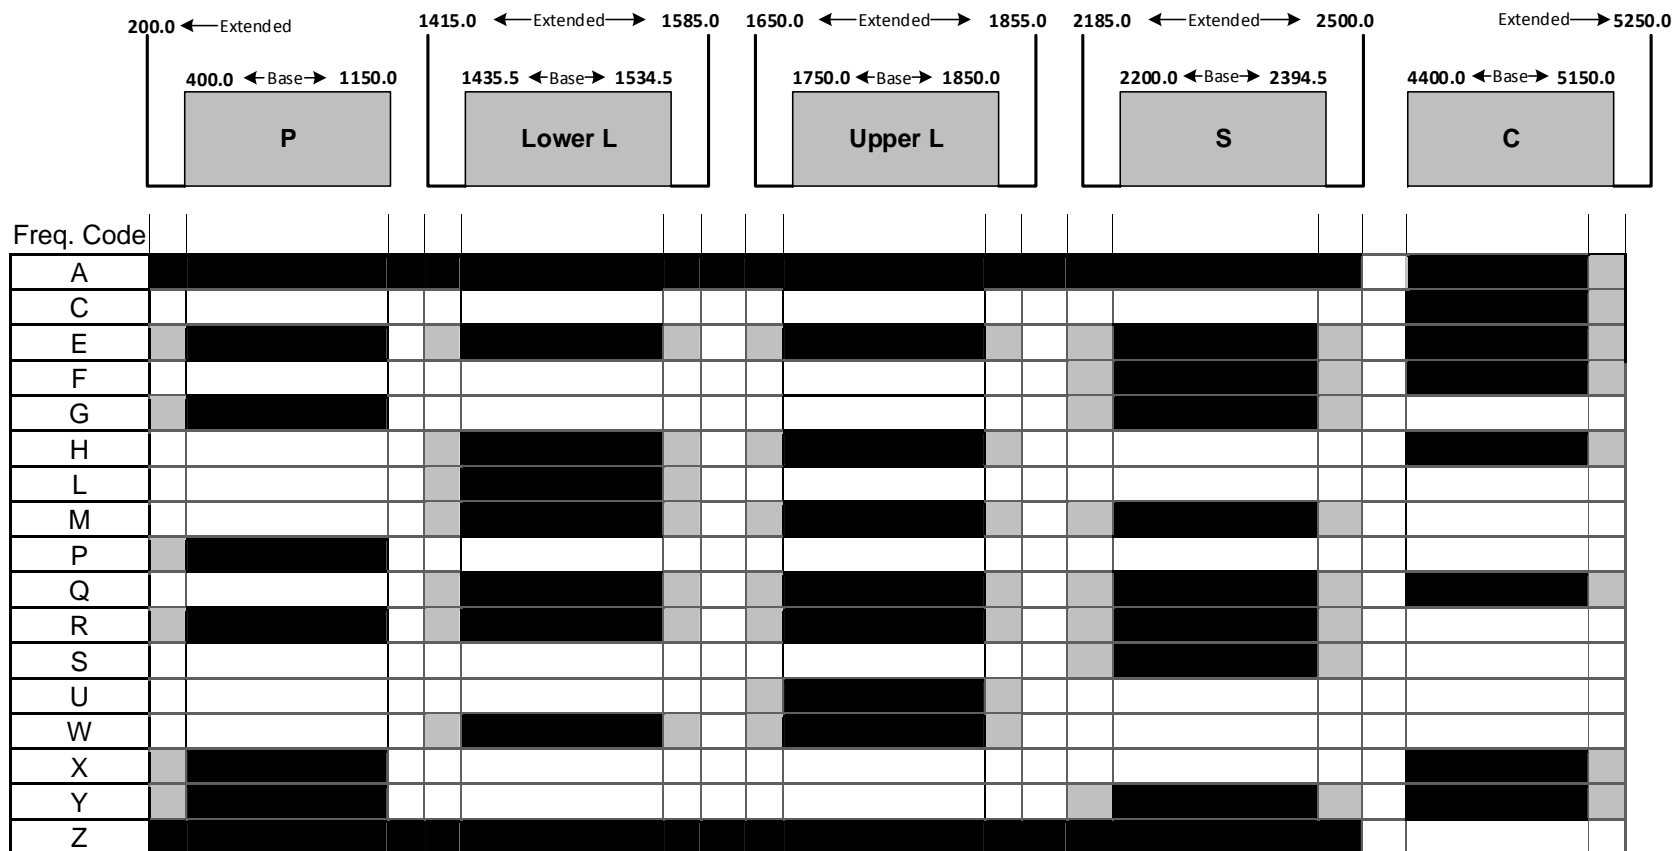 200.0 Extended
1415.0 Extended 1585.0
1650.0 Extended 1855.0
2185.0 Extended 2500.0
Extended 5250.0
400.0 Base 1150.0
1435.5 Base 1534.5
1750.0 Base 1850.0
2200.0 Base 2394.5
4400.0 Base 5150.0
P
Lower L
Upper L
S
C
Freq. Code
A
C
E
F
G
H
L
M
P
Q
R
S
U
W
X
Y
Z